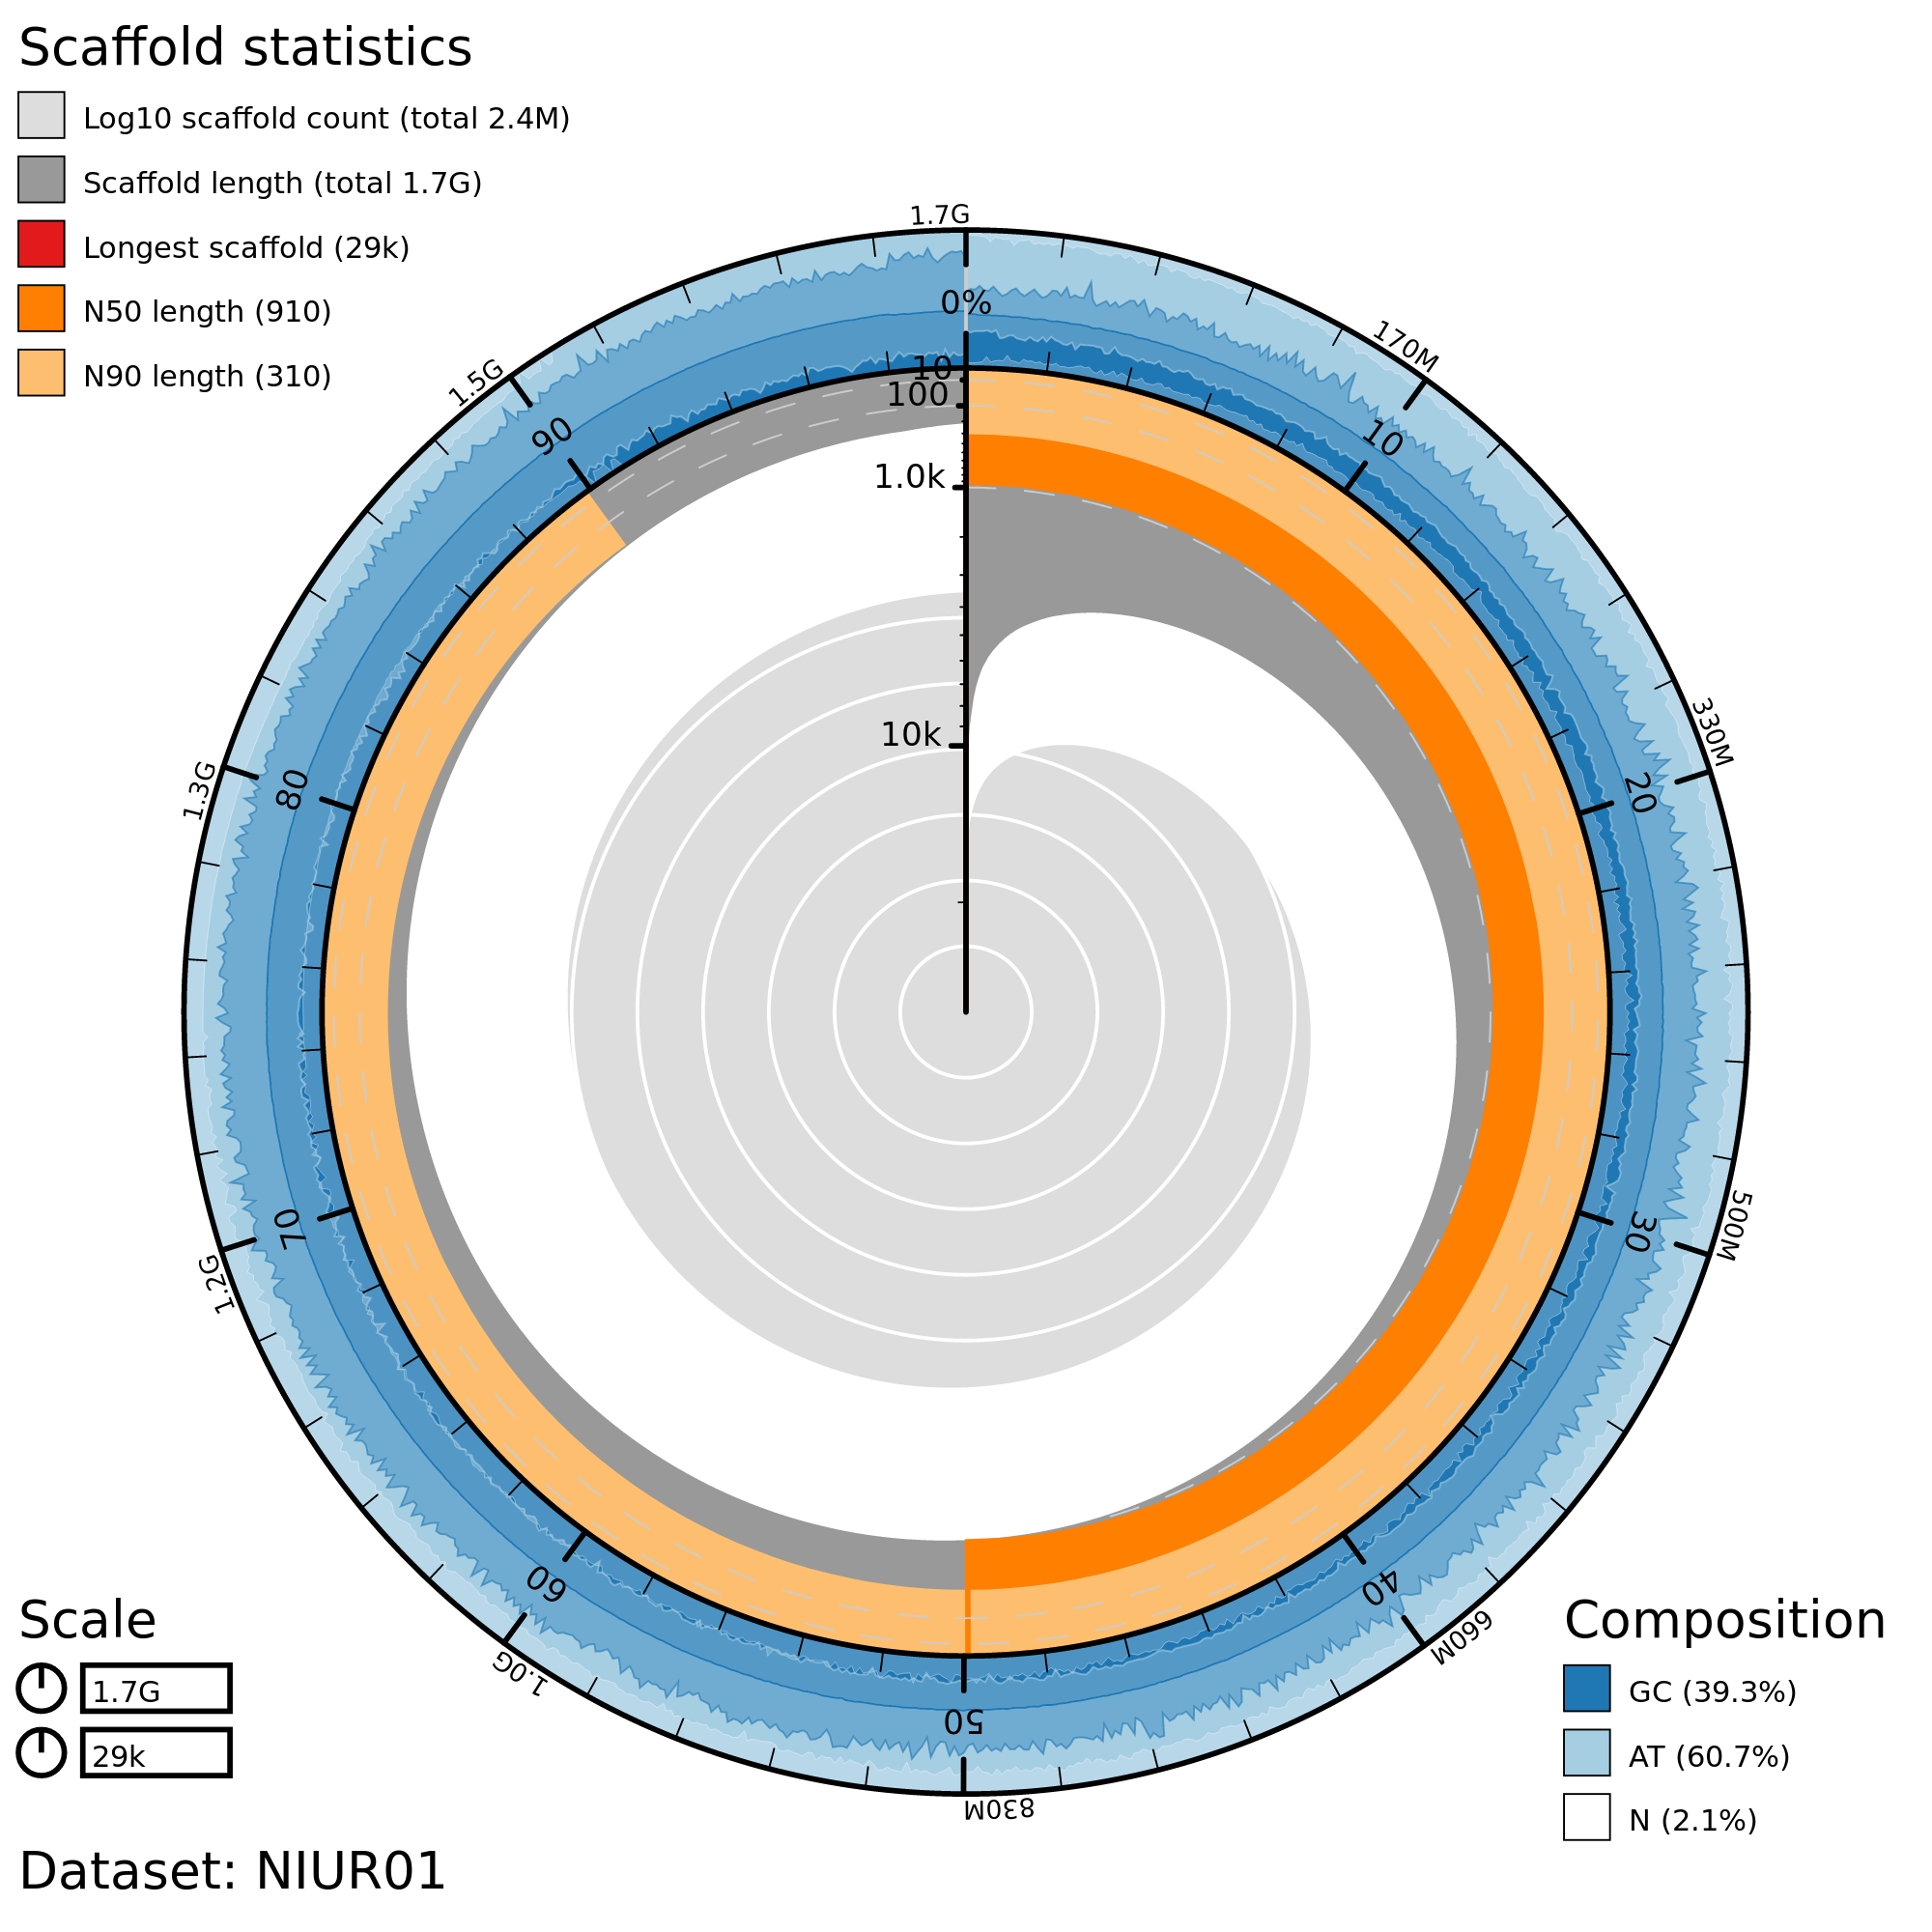 Scaffold statistics
Log10 scaffold count (total 2.4M)
Scaffold length (total 1.7G)
Longest scaffold (29k)
N50 length (910)
N90 length (310)
1.7G
170M
330M
500M
660M
830M
1.0G
1.2G
1.3G
1.5G
0%
10
20
30
40
50
60
70
80
90
10
100
1.0k
10k
Scale
1.7G
29k
Composition
GC (39.3%)
AT (60.7%)
N (2.1%)
Dataset: NIUR01